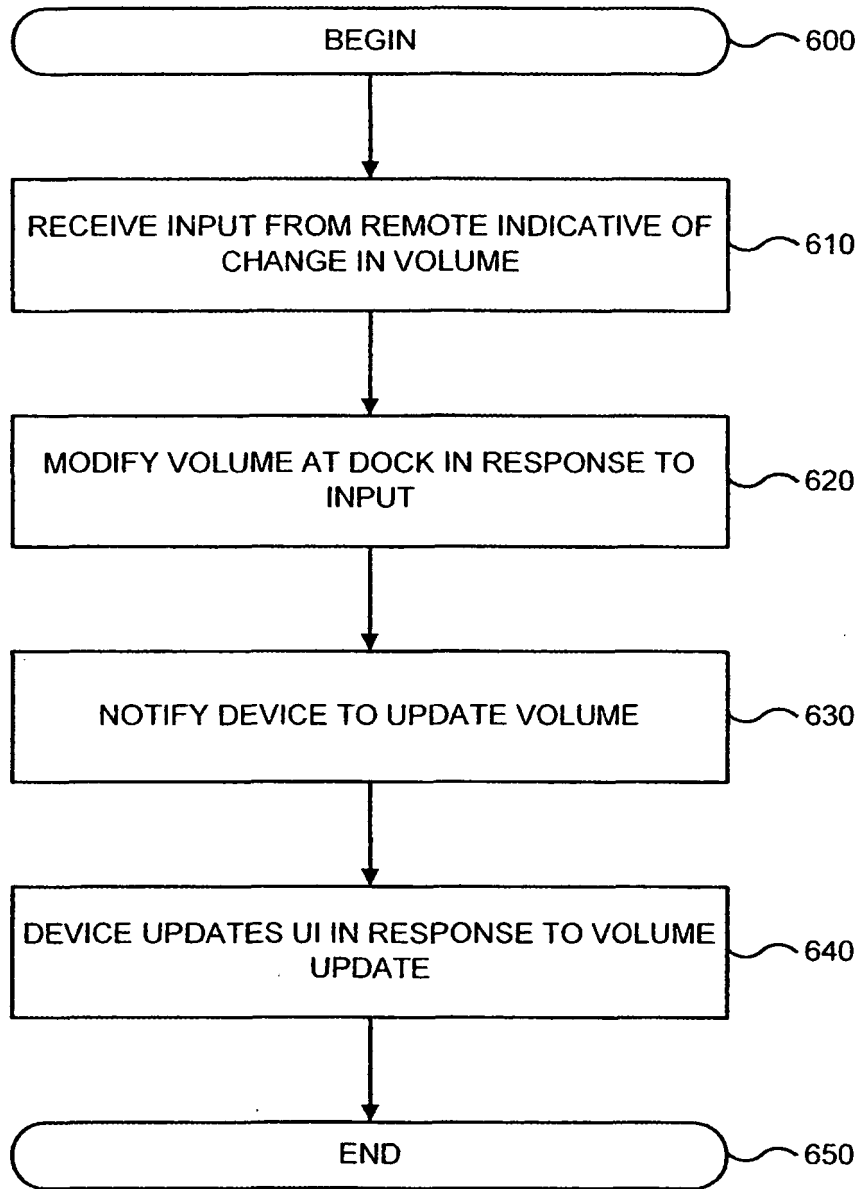 BEGIN
600
RECEIVE INPUT FROM REMOTE INDICATIVE OF
CHANGE IN VOLUME
610
MODIFY VOLUME AT DOCK IN RESPONSE TO
INPUT
620
NOTIFY DEVICE TO UPDATE VOLUME
630
DEVICE UPDATES UI IN RESPONSE TO VOLUME
UPDATE
640
END
650